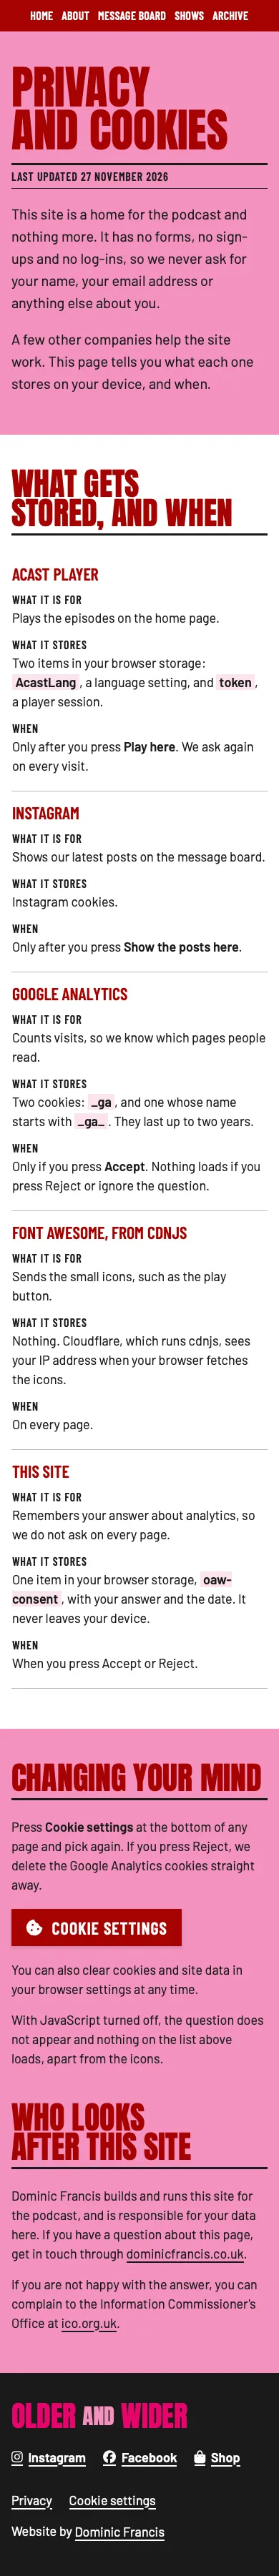 HOME ABOUT MESSAGE BOARD SHOWS ARCHIVE
PRIVACY
AND COOKIES
LAST UPDATED 27 NOVEMBER 2026
This site is a home for the podcast and
nothing more. It has no forms, no sign-
ups and no log-ins, so we never ask for
your name, your email address or
anything else about you.
A few other companies help the site
work. This page tells you what each one
stores on your device, and when.
WHAT GETS
STORED, AND WHEN
ACAST PLAYER
WHAT IT IS FOR
Plays the episodes on the home page.
WHAT IT STORES
Two items in your browser storage:
AcastLang , a language setting, and token ,
a player session.
WHEN
Only after you press Play here. We ask again
on every visit.
INSTAGRAM
WHAT IT IS FOR
Shows our latest posts on the message board.
WHAT IT STORES
Instagram cookies.
WHEN
Only after you press Show the posts here.
GOOGLE ANALYTICS
WHAT IT IS FOR
Counts visits, so we know which pages people
read.
WHAT IT STORES
Two cookies: _ga , and one whose name
starts with _ga_ . They last up to two years.
WHEN
Only if you press Accept. Nothing loads if you
press Reject or ignore the question.
FONT AWESOME, FROM CDNJS
WHAT IT IS FOR
Sends the small icons, such as the play
button.
WHAT IT STORES
Nothing. Cloudflare, which runs cdnjs, sees
your IP address when your browser fetches
the icons.
WHEN
On every page.
THIS SITE
WHAT IT IS FOR
Remembers your answer about analytics, so
we do not ask on every page.
WHAT IT STORES
One item in your browser storage, oaw-
consent , with your answer and the date. It
never leaves your device.
WHEN
When you press Accept or Reject.
CHANGING YOUR MIND
Press Cookie settings at the bottom of any
page and pick again. If you press Reject, we
delete the Google Analytics cookies straight
away.
COOKIE SETTINGS
You can also clear cookies and site data in
your browser settings at any time.
With JavaScript turned off, the question does
not appear and nothing on the list above
loads, apart from the icons.
WHO LOOKS
AFTER THIS SITE
Dominic Francis builds and runs this site for
the podcast, and is responsible for your data
here. If you have a question about this page,
get in touch through dominicfrancis.co.uk.
If you are not happy with the answer, you can
complain to the Information Commissioner's
Office at ico.org.uk.
OLDER AND WIDER
Instagram Facebook Shop
Privacy Cookie settings
Website by Dominic Francis